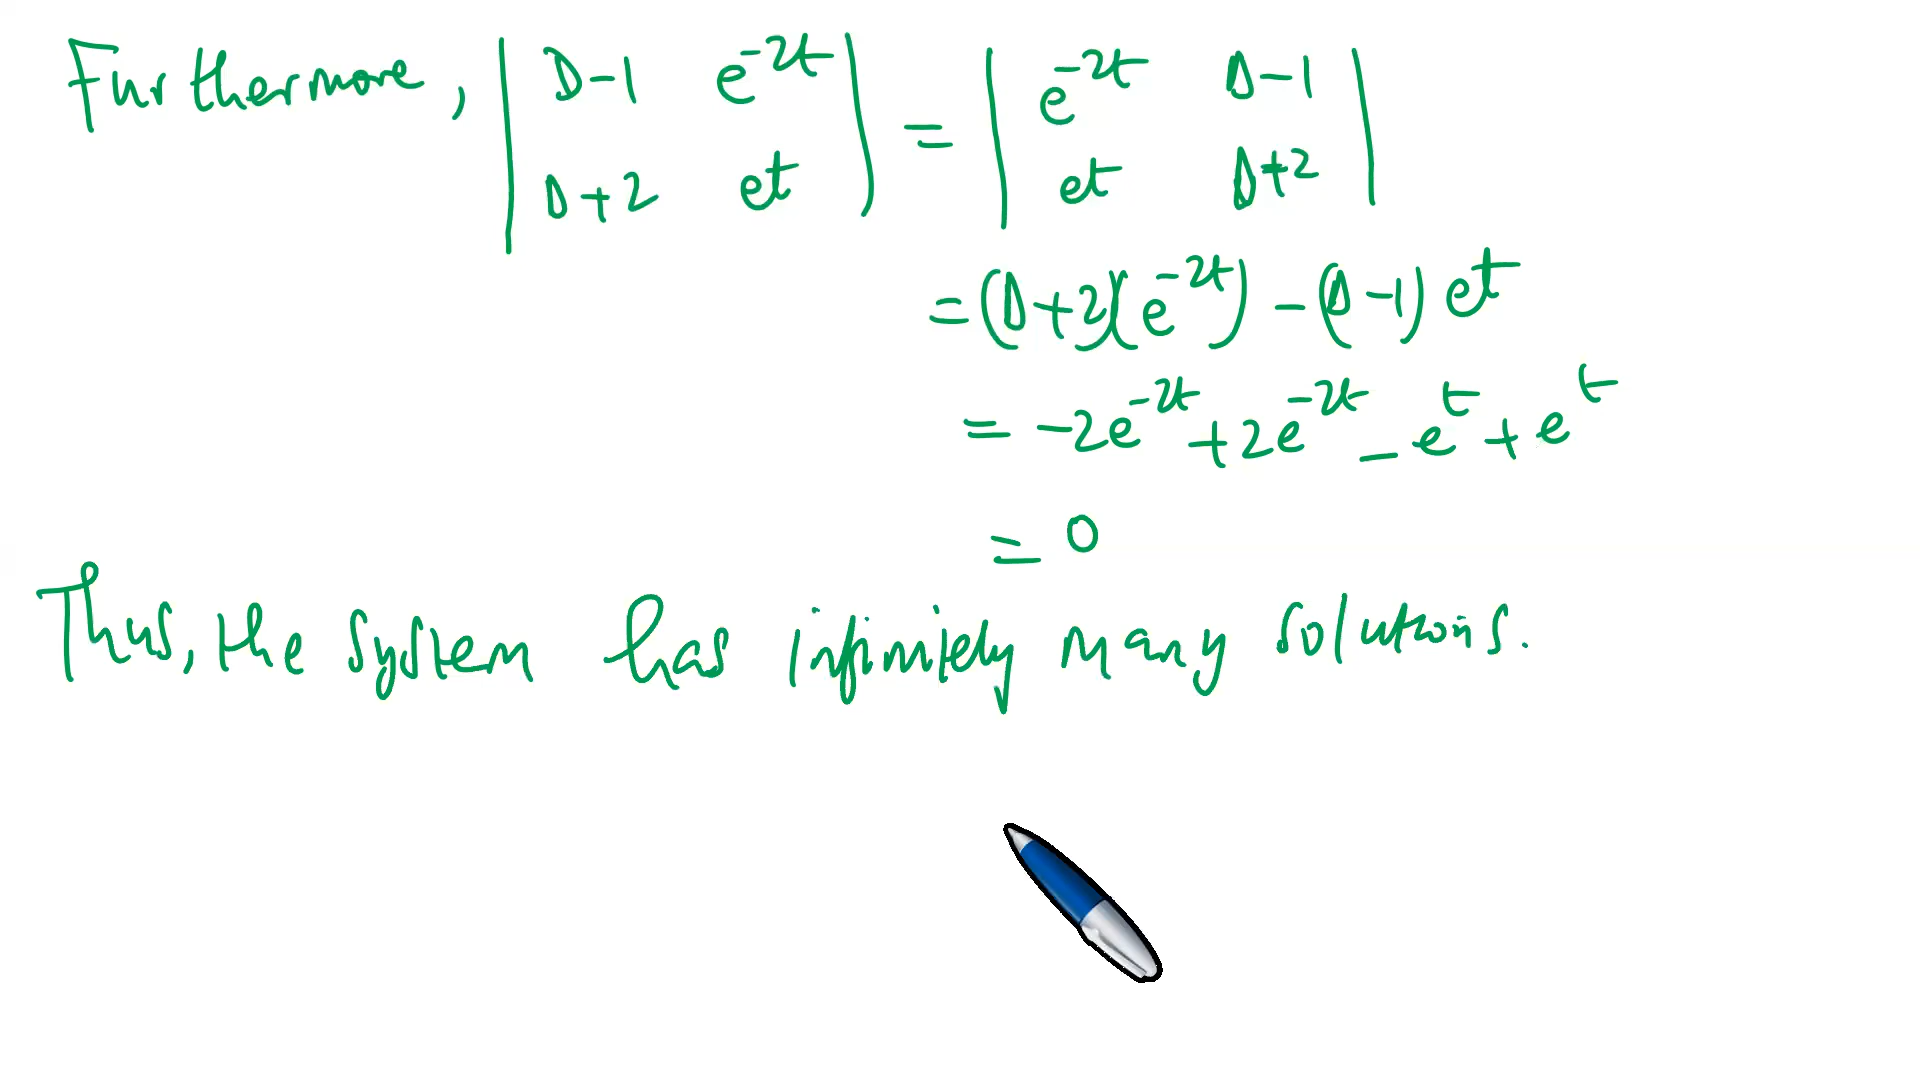 Furthermore, | D-1 e^{-2t} | = | e^{-2t} D-1 |
| D+2 e^t | | e^t D+2 |
= (D+2)(e^{-2t}) - (D-1) e^t
= -2e^{-2t} + 2e^{-2t} - e^t + e^t
= 0
Thus, the system has infinitely many solutions.